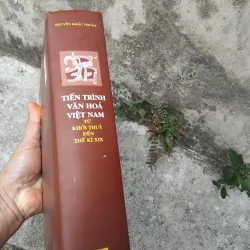 NGUYỄN KHẮC THUẦN
TIẾN TRÌNH
VĂN HOÁ
VIỆT NAM
TỪ
KHỞI THUỶ
ĐẾN
THẾ KỈ XIX